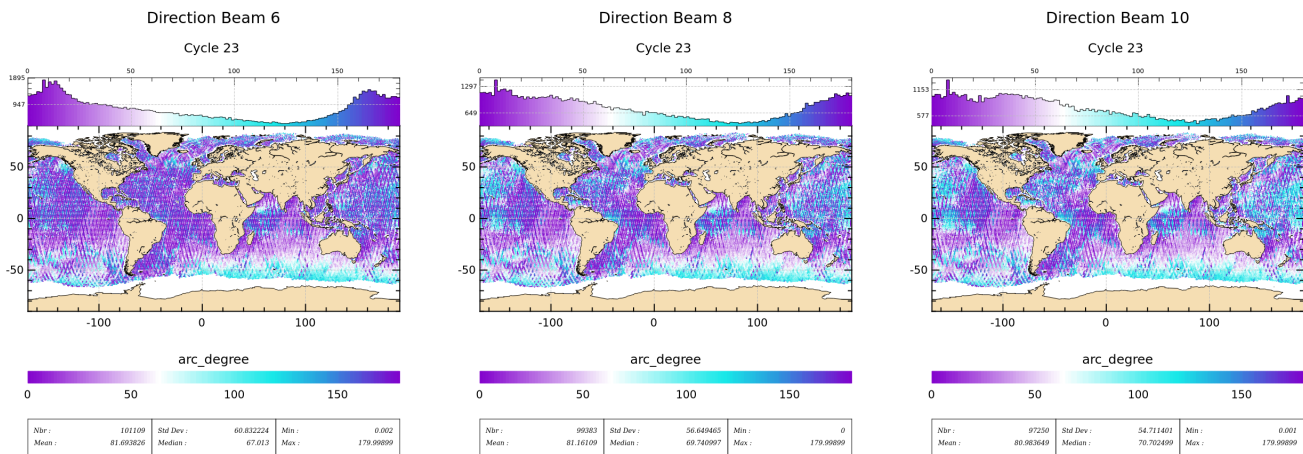 Direction Beam 6
Cycle 23
0 50 100 150
1895
947
50
0
-50
-100 0 100
arc_degree
0 50 100 150
Nbr : 101109 Std Dev : 60.832224 Min : 0.002
Mean : 81.693826 Median : 67.013 Max : 179.99899
Direction Beam 8
Cycle 23
0 50 100 150
1297
649
50
0
-50
-100 0 100
arc_degree
0 50 100 150
Nbr : 99383 Std Dev : 56.649465 Min : 0
Mean : 81.16109 Median : 69.740997 Max : 179.99899
Direction Beam 10
Cycle 23
0 50 100 150
1153
577
50
0
-50
-100 0 100
arc_degree
0 50 100 150
Nbr : 97250 Std Dev : 54.711401 Min : 0.001
Mean : 80.983649 Median : 70.702499 Max : 179.99899